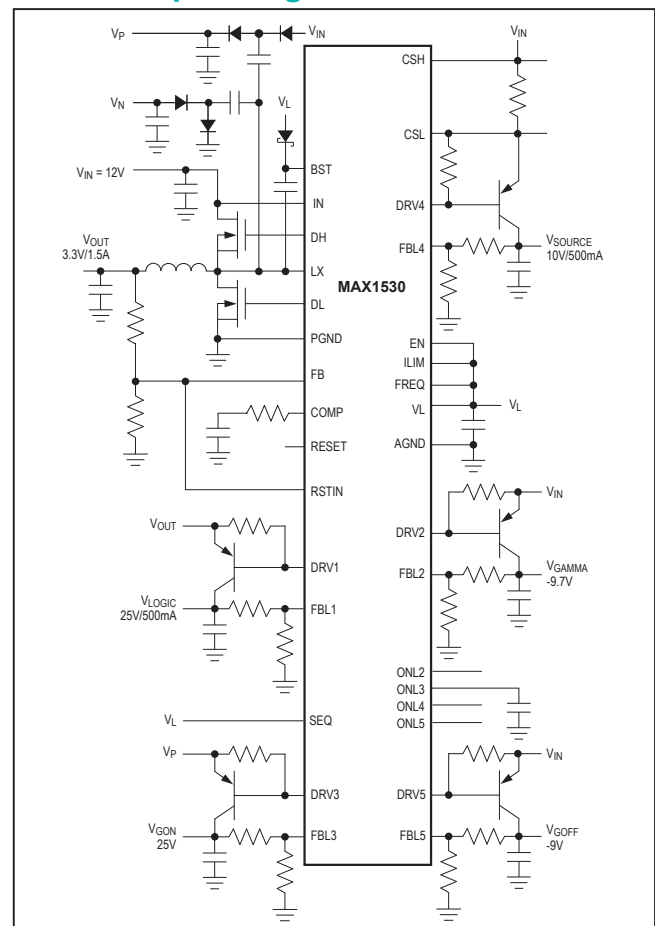 VP
VIN
VN
VL
VIN = 12V
VOUT
3.3V/1.5A
BST
IN
DH
LX
DL
PGND
FB
COMP
RESET
RSTIN
VOUT
DRV1
VLOGIC
25V/500mA
FBL1
VL
SEQ
VP
DRV3
VGON
25V
FBL3
MAX1530
VIN
CSH
CSL
DRV4
FBL4
VSOURCE
10V/500mA
EN
ILIM
FREQ
VL
VL
AGND
VIN
DRV2
FBL2
VGAMMA
-9.7V
ONL2
ONL3
ONL4
ONL5
VIN
DRV5
FBL5
VGOFF
-9V